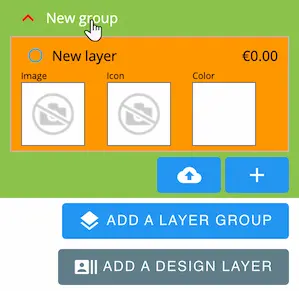 New group
New layer €0.00
Image Icon Color
ADD A LAYER GROUP
ADD A DESIGN LAYER